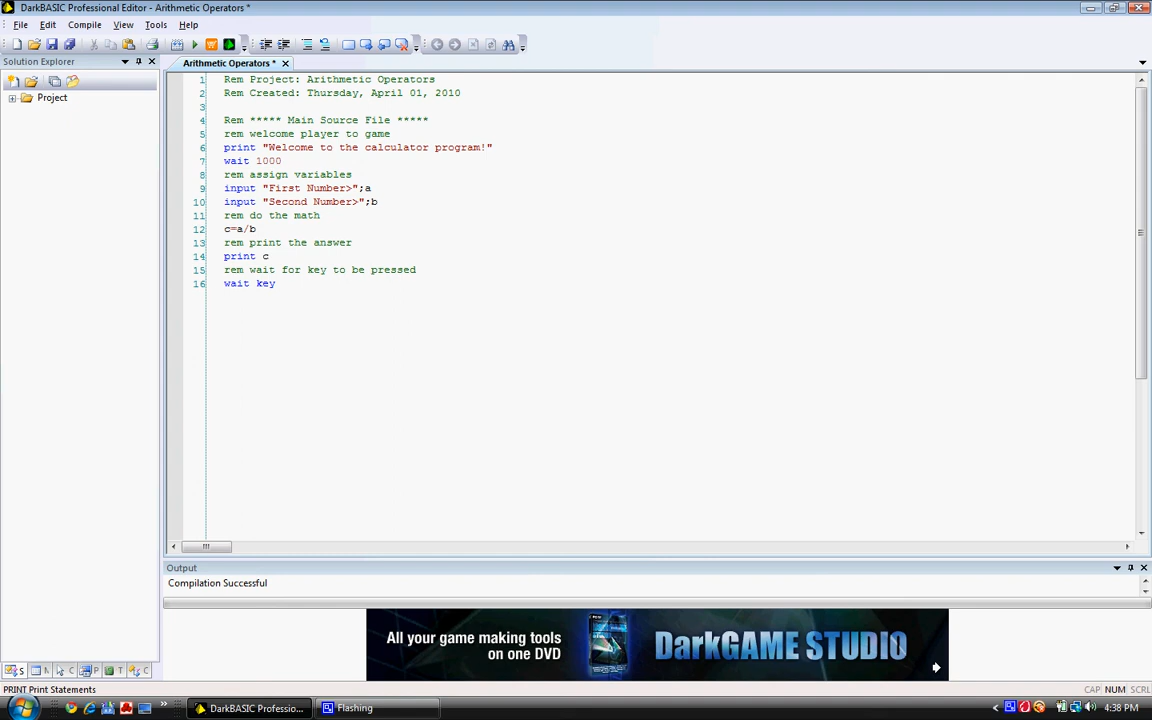 DarkBASIC Professional Editor - Arithmetic Operators *
File Edit Compile View Tools Help
Solution Explorer
Arithmetic Operators *
Project
1 Rem Project: Arithmetic Operators
2 Rem Created: Thursday, April 01, 2010
3
4 Rem ***** Main Source File *****
5 rem welcome player to game
6 print "Welcome to the calculator program!"
7 wait 1000
8 rem assign variables
9 input "First Number>";a
10 input "Second Number>";b
11 rem do the math
12 c=a/b
13 rem print the answer
14 print c
15 rem wait for key to be pressed
16 wait key
Output
Compilation Successful
All your game making tools
on one DVD
DarkGAME STUDIO
S C P T C
PRINT Print Statements
CAP NUM SCRL
DarkBASIC Professio...
Flashing
4:38 PM